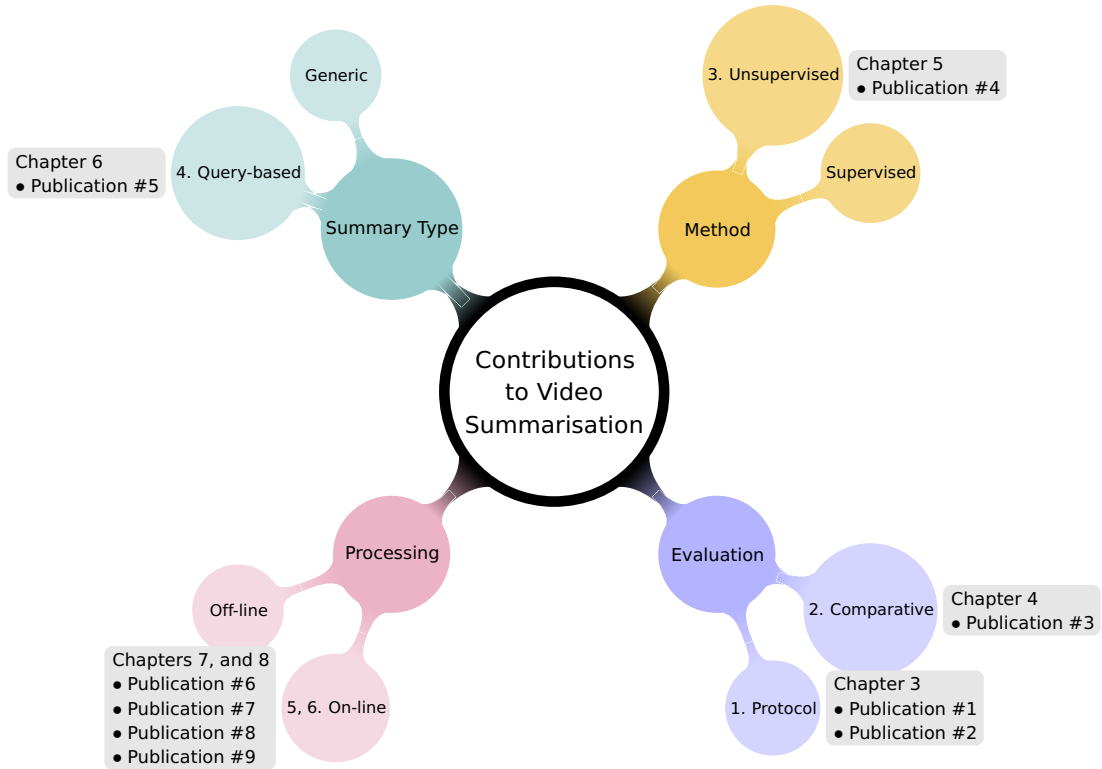 Generic
Chapter 6
• Publication #5
4. Query-based
Summary Type
3. Unsupervised
Chapter 5
• Publication #4
Supervised
Method
Contributions
to Video
Summarisation
Processing
Off-line
Chapters 7, and 8
• Publication #6
• Publication #7
• Publication #8
• Publication #9
5, 6. On-line
Evaluation
2. Comparative
Chapter 4
• Publication #3
1. Protocol
Chapter 3
• Publication #1
• Publication #2